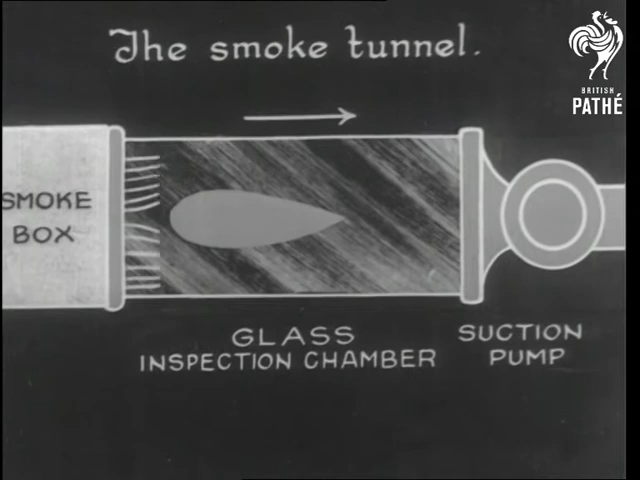 The smoke tunnel.
BRITISH
PATHÉ
SMOKE
BOX
GLASS
INSPECTION CHAMBER
SUCTION
PUMP